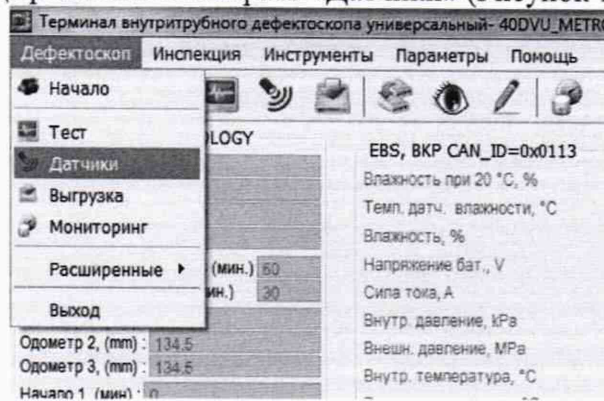 Терминал внутритрубного дефектоскопа универсальный- 40DVU_METRO
Дефектоскоп Инспекция Инструменты Параметры Помощь
Начало
Тест
Датчики
Выгрузка
Мониторинг
Расширенные
Выход
LOGY
(мин.) 60
ин.) 30
Одометр 2, (mm) : 134.5
Одометр 3, (mm) : 134.5
Начало 1 (мин) : 0
EBS, BKP CAN_ID=0x0113
Влажность при 20 °C, %
Темп. датч. влажности, °C
Влажность, %
Напряжение бат., V
Сила тока, A
Внутр. давление, kPa
Внешн. давление, MPa
Внутр. температура, °C